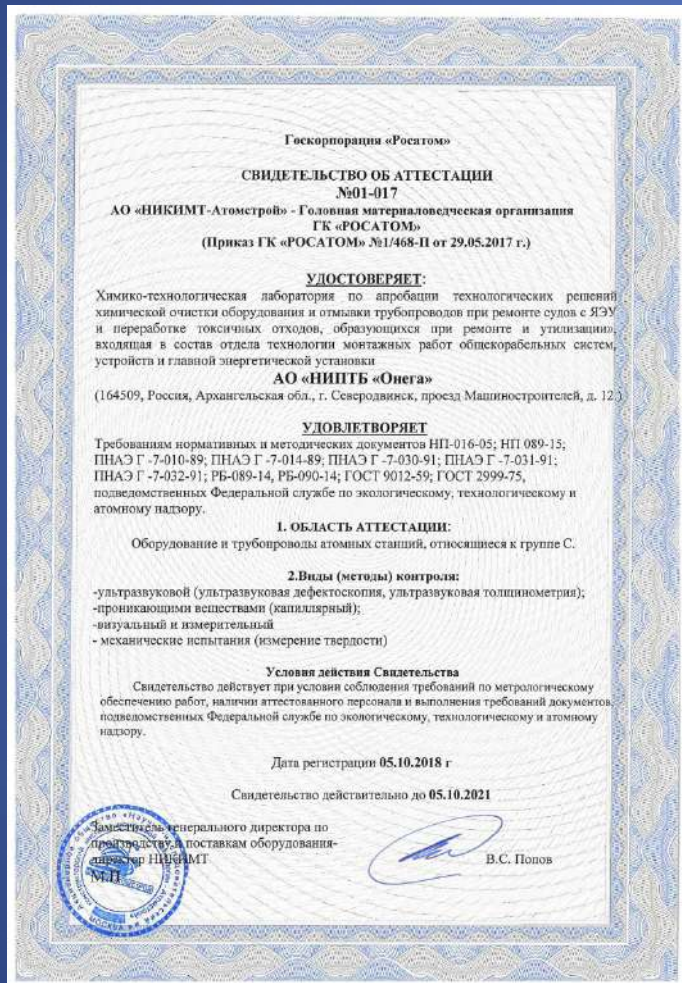 Госкорпорация «Росатом»
СВИДЕТЕЛЬСТВО ОБ АТТЕСТАЦИИ
№01-017
АО «НИКИМТ-Атомстрой» - Головная материаловедческая организация
ГК «РОСАТОМ»
(Приказ ГК «РОСАТОМ» №1/468-П от 29.05.2017 г.)
УДОСТОВЕРЯЕТ:
Химико-технологическая лаборатория по апробации технологических решений
химической очистки оборудования и отмывки трубопроводов при ремонте судов с ЯЭУ
и переработке токсичных отходов, образующихся при ремонте и утилизации»,
входящая в состав отдела технологии монтажных работ общекорабельных систем,
устройств и главной энергетической установки
АО «НИПТБ «Онега»
(164509, Россия, Архангельская обл., г. Северодвинск, проезд Машиностроителей, д. 12.)
УДОВЛЕТВОРЯЕТ
Требованиям нормативных и методических документов НП-016-05; НП 089-15;
ПНАЭ Г -7-010-89; ПНАЭ Г -7-014-89; ПНАЭ Г -7-030-91; ПНАЭ Г -7-031-91;
ПНАЭ Г -7-032-91; РБ-089-14, РБ-090-14; ГОСТ 9012-59; ГОСТ 2999-75,
подведомственных Федеральной службе по экологическому, технологическому и
атомному надзору.
1. ОБЛАСТЬ АТТЕСТАЦИИ:
Оборудование и трубопроводы атомных станций, относящиеся к группе С.
2.Виды (методы) контроля:
-ультразвуковой (ультразвуковая дефектоскопия, ультразвуковая толщинометрия);
-проникающими веществами (капиллярный);
-визуальный и измерительный
- механические испытания (измерение твердости)
Условия действия Свидетельства
Свидетельство действует при условии соблюдения требований по метрологическому
обеспечению работ, наличии аттестованного персонала и выполнения требований документов,
подведомственных Федеральной службе по экологическому, технологическому и атомному
надзору.
Дата регистрации 05.10.2018 г
Свидетельство действительно до 05.10.2021
Заместитель генерального директора по
производству и поставкам оборудования-
директор НИКИМТ
М.П
В.С. Попов